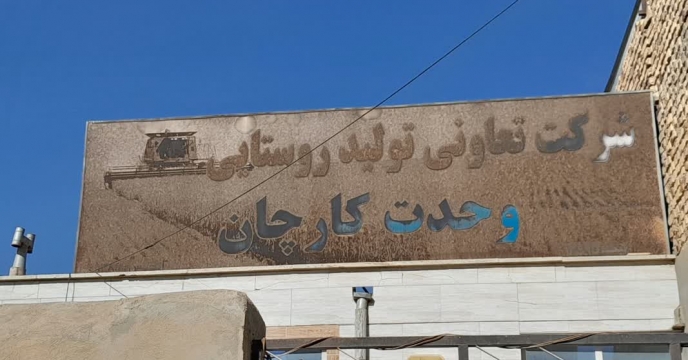 شرکت تعاونی تولید روستایی
وحدت کارچان